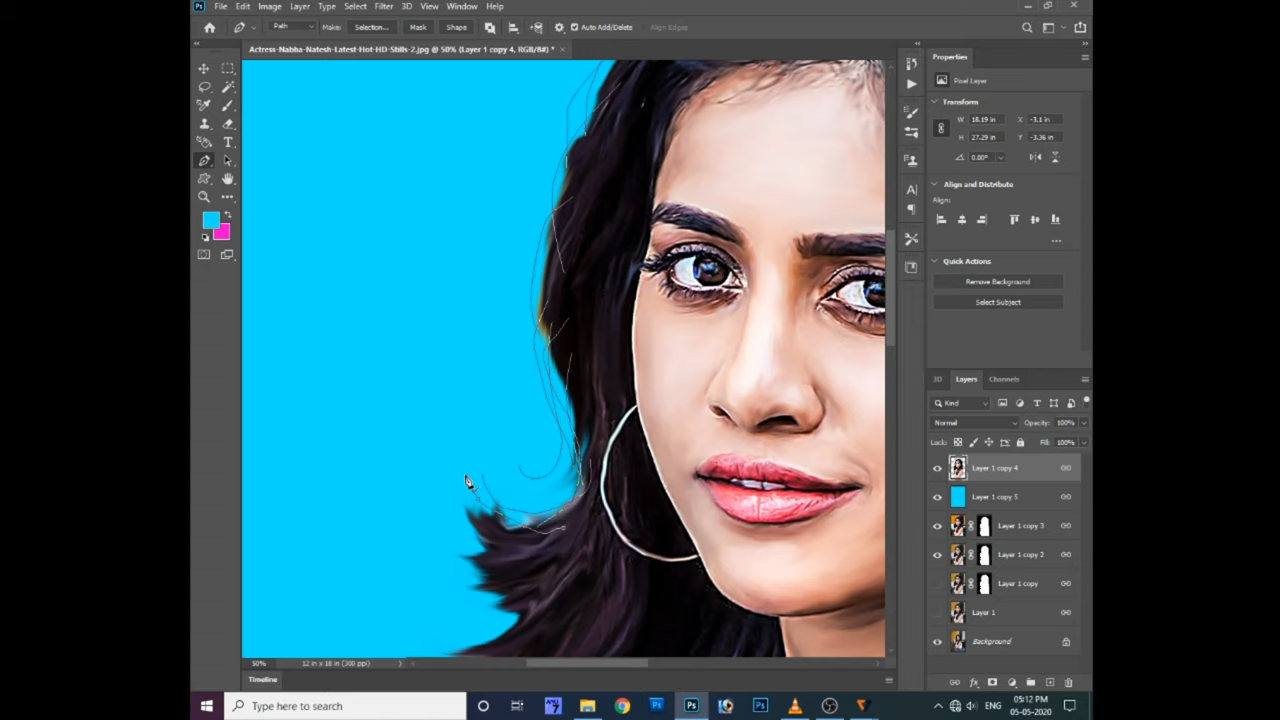 Ps File Edit Image Layer Type Select Filter 3D View Window Help
Path Make: Selection... Mask Shape Auto Add/Delete Align Edges
Actress-Nabha-Natesh-Latest-Hot-HD-Stills-2.jpg @ 50% (Layer 1 copy 4, RGB/8#) *
Properties
Pixel Layer
Transform
W 18.19 in X -3.1 in
H 27.29 in Y -3.36 in
0.00°
Align and Distribute
Align:
Quick Actions
Remove Background
Select Subject
3D Layers Channels
Kind
Normal Opacity: 100%
Lock: Fill: 100%
Layer 1 copy 4
Layer 1 copy 5
Layer 1 copy 3
Layer 1 copy 2
Layer 1 copy
Layer 1
Background
50% 12 in x 18 in (300 ppi)
Timeline
Type here to search
ENG
05:12 PM
05-05-2020